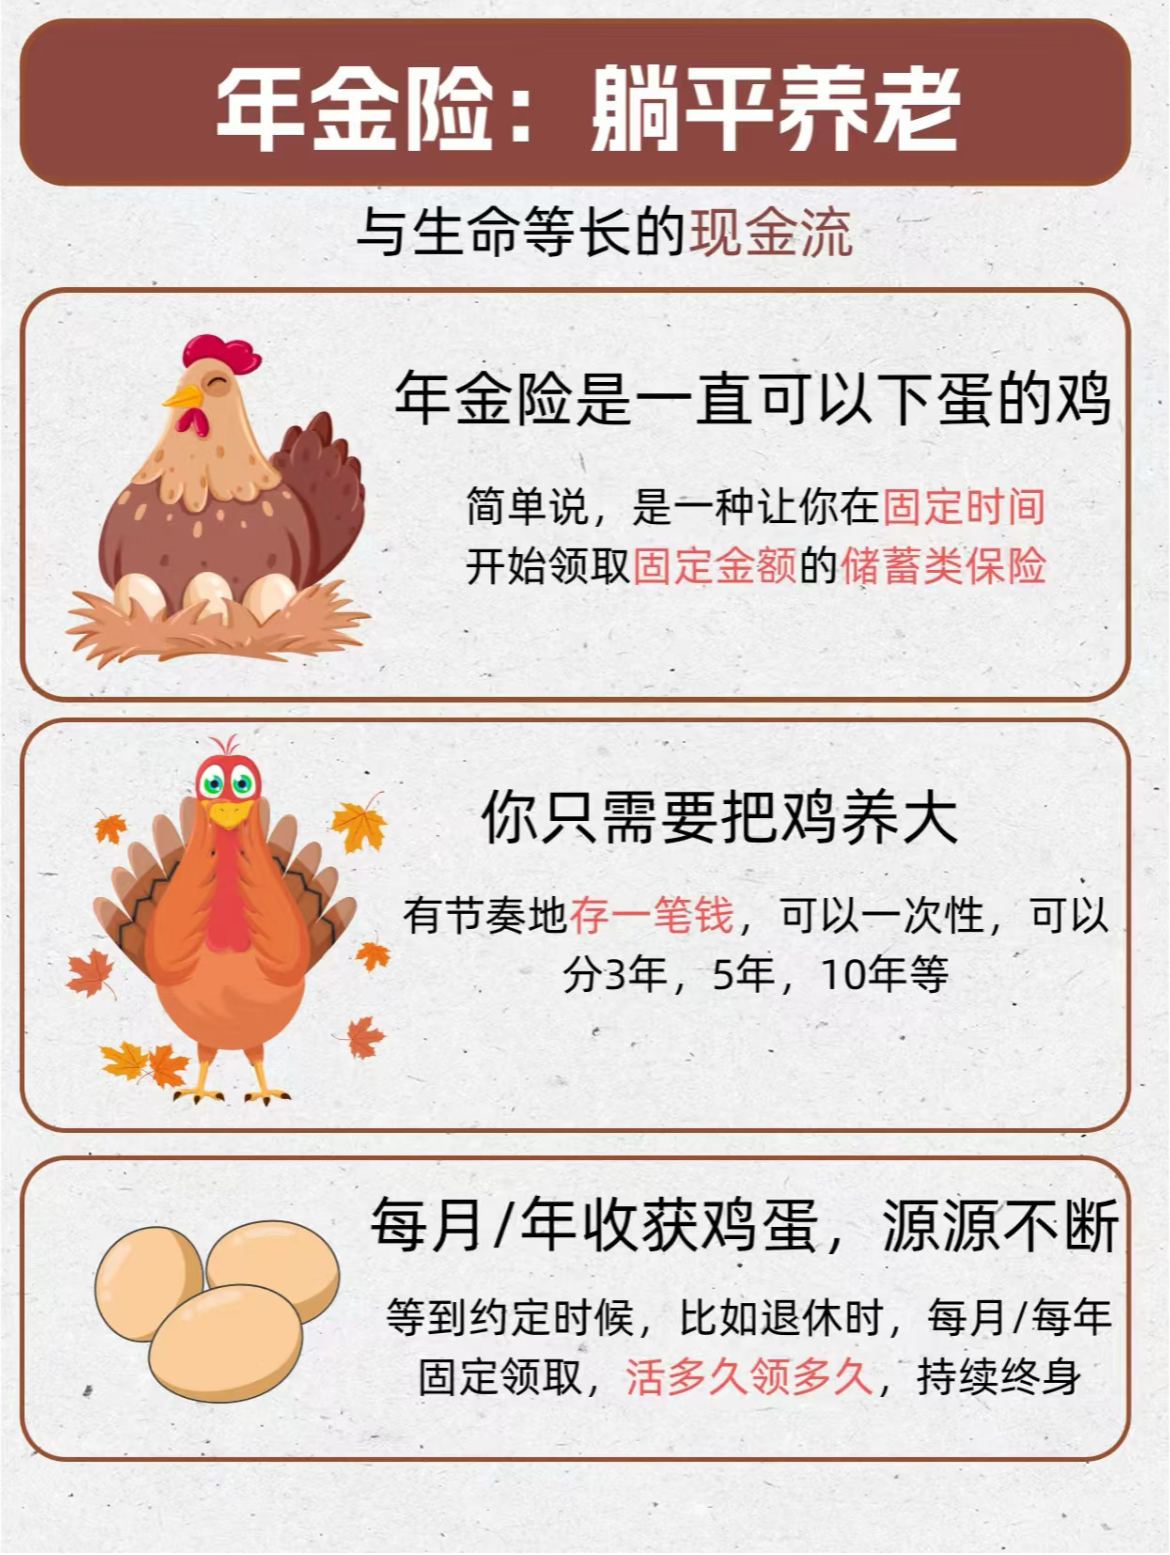 年金险：躺平养老
与生命等长的现金流
年金险是一直可以下蛋的鸡
简单说，是一种让你在固定时间
开始领取固定金额的储蓄类保险
你只需要把鸡养大
有节奏地存一笔钱，可以一次性，可以
分3年，5年，10年等
每月/年收获鸡蛋，源源不断
等到约定时候，比如退休时，每月/每年
固定领取，活多久领多久，持续终身